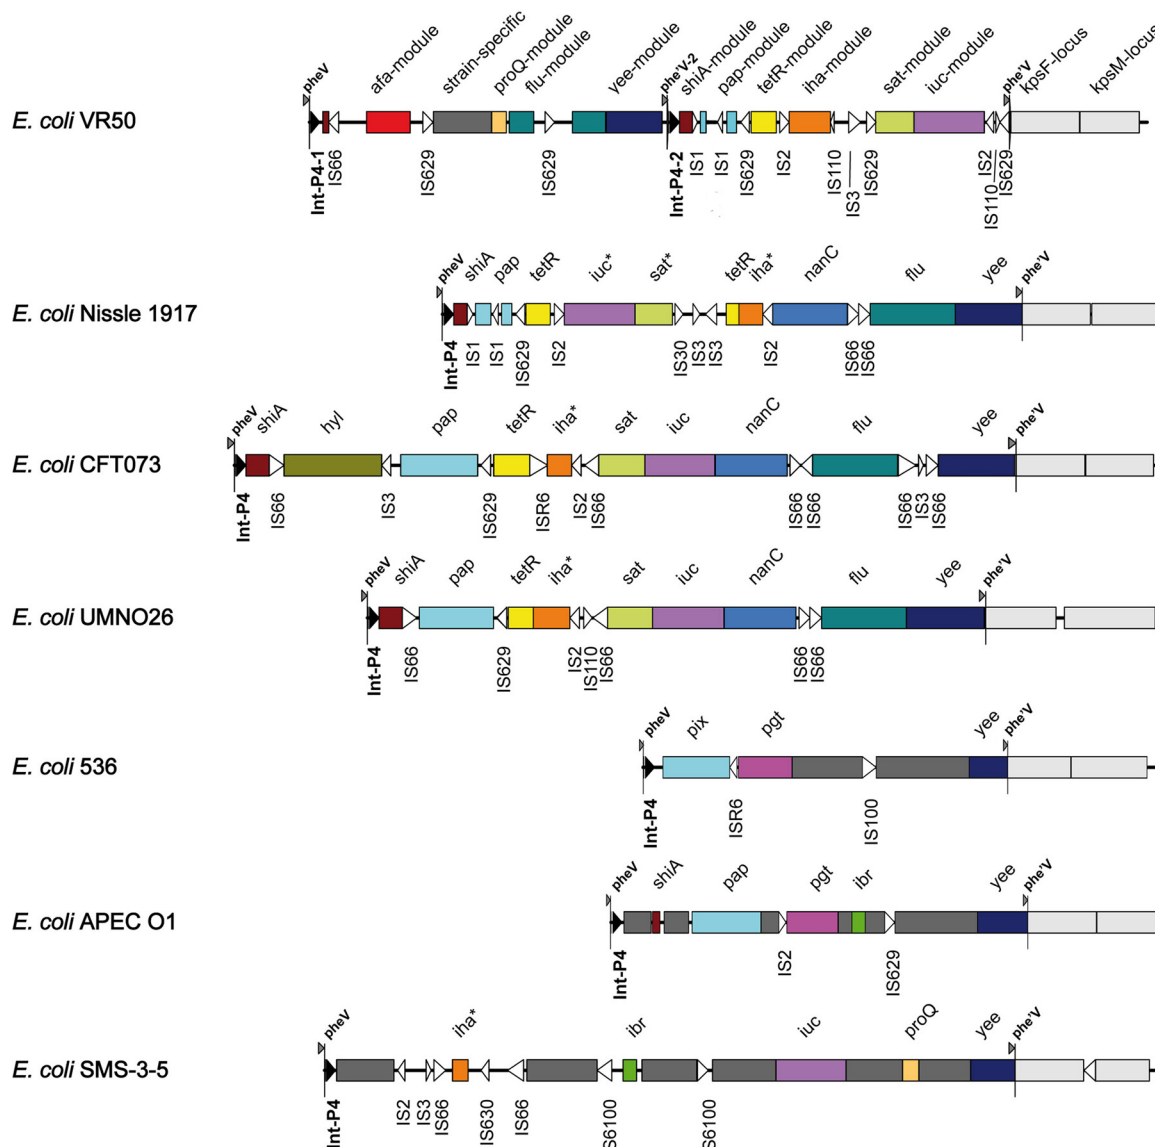 pheV afa-module strain-specific proQ-module flu-module yee-module phe'V-2 shiA-module pap-module tetR-module iha-module sat-module iuc-module phe'V kpsF-locus kpsM-locus
E. coli VR50
Int-P4-1 IS66 IS629 IS629 Int-P4-2 IS1 IS1 IS629 IS2 IS110 IS3 IS629 IS2 IS110 IS629
pheV shiA pap tetR iuc* sat* tetR iha* nanC flu yee phe'V
E. coli Nissle 1917
Int-P4 IS1 IS1 IS629 IS2 IS30 IS3 IS3 IS2 IS66 IS66
pheV shiA hyl pap tetR iha* sat iuc nanC flu yee phe'V
E. coli CFT073
Int-P4 IS66 IS3 IS629 ISR6 IS2 IS66 IS66 IS66 IS66 IS3 IS66
pheV shiA pap tetR iha* sat iuc nanC flu yee phe'V
E. coli UMNO26
Int-P4 IS66 IS629 IS2 IS110 IS66 IS66 IS66
pheV pix pgt yee phe'V
E. coli 536
Int-P4 ISR6 IS100
pheV shiA pap pgt ibr yee phe'V
E. coli APEC O1
Int-P4 IS2 IS629
pheV iha* ibr iuc proQ yee phe'V
E. coli SMS-3-5
Int-P4 IS2 IS3 IS66 IS630 IS66 IS6100 IS6100